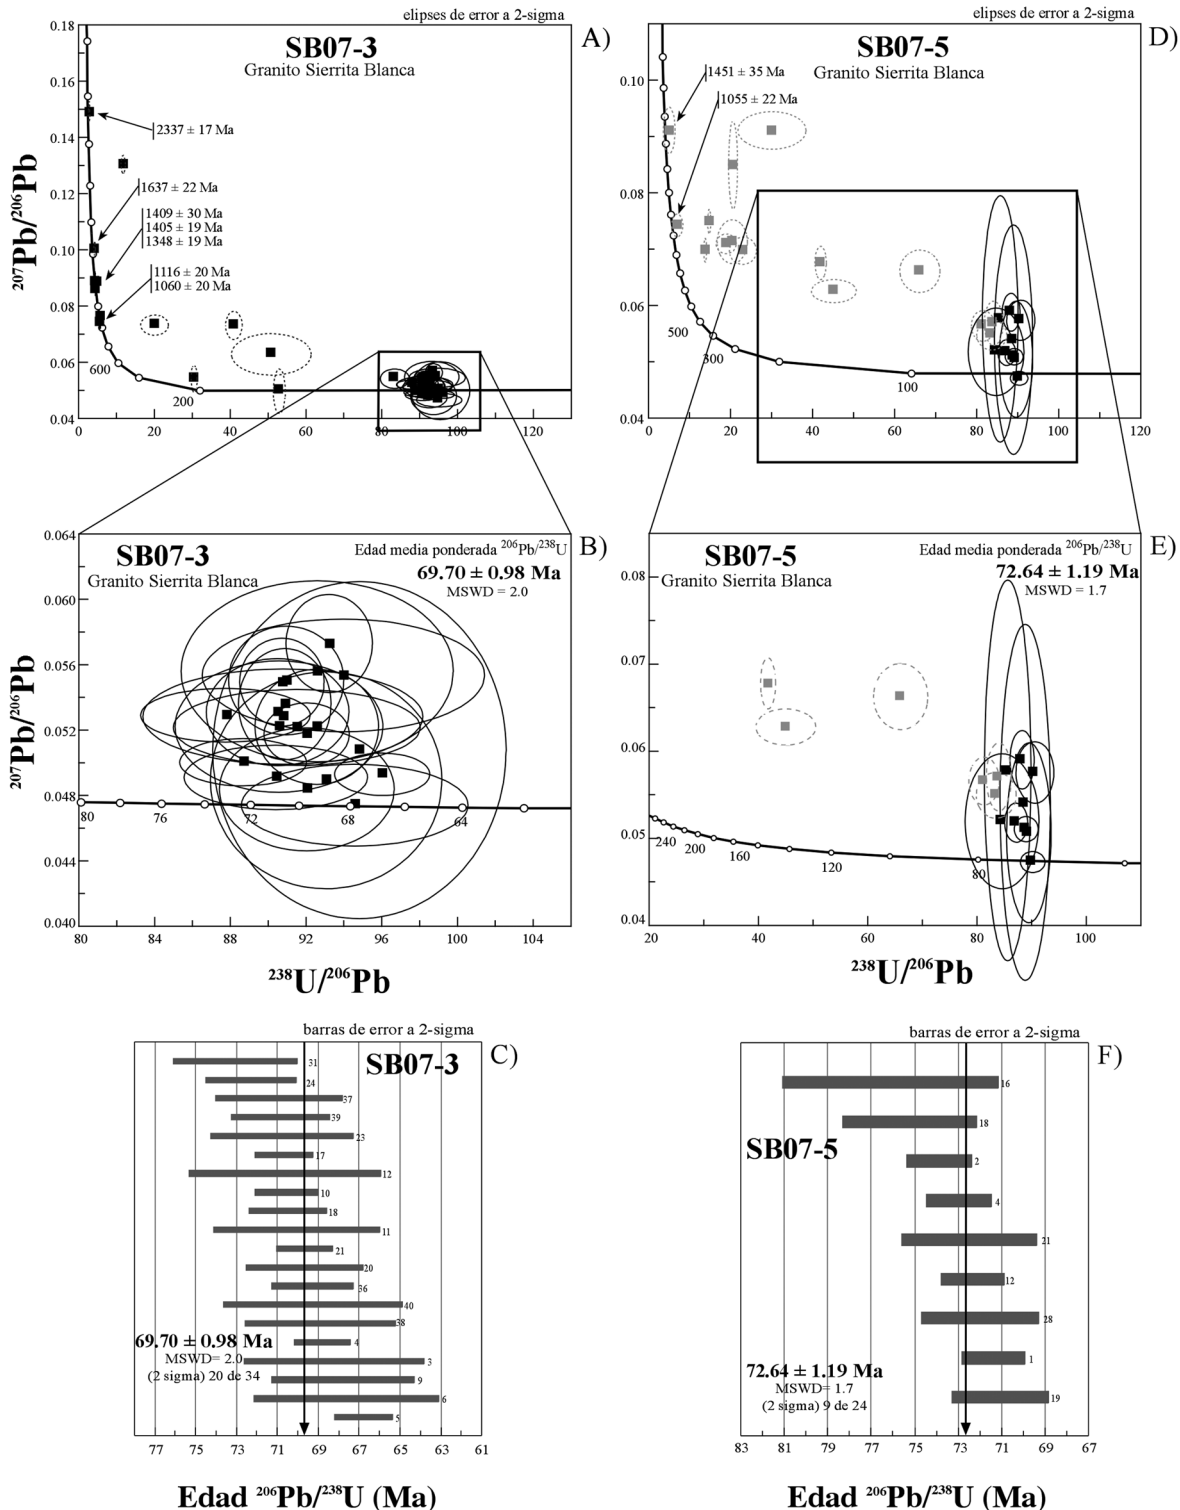 elipses de error a 2-sigma
A)
SB07-3
Granito Sierrita Blanca
0.18
0.16
0.14
0.12
0.10
0.08
0.06
0.04
207Pb/206Pb
2337 ± 17 Ma
1637 ± 22 Ma
1409 ± 30 Ma
1405 ± 19 Ma
1348 ± 19 Ma
1116 ± 20 Ma
1060 ± 20 Ma
600
200
0 20 40 60 80 100 120
elipses de error a 2-sigma
D)
SB07-5
Granito Sierrita Blanca
0.10
0.08
0.06
0.04
1451 ± 35 Ma
1055 ± 22 Ma
500
300
100
0 20 40 60 80 100 120
B)
SB07-3
Granito Sierrita Blanca
Edad media ponderada 206Pb/238U
69.70 ± 0.98 Ma
MSWD = 2.0
0.064
0.060
0.056
0.052
0.048
0.044
0.040
207Pb/206Pb
80 76 72 68 64
80 84 88 92 96 100 104
238U/206Pb
E)
SB07-5
Granito Sierrita Blanca
Edad media ponderada 206Pb/238U
72.64 ± 1.19 Ma
MSWD = 1.7
0.08
0.07
0.06
0.05
0.04
240 200 160 120 80
20 40 60 80 100
238U/206Pb
barras de error a 2-sigma
C)
SB07-3
31
24
37
39
23
17
12
10
18
11
21
20
36
40
38
4
3
9
6
5
69.70 ± 0.98 Ma
MSWD= 2.0
(2 sigma) 20 de 34
77 75 73 71 69 67 65 63 61
Edad 206Pb/238U (Ma)
barras de error a 2-sigma
F)
SB07-5
16
18
2
4
21
12
28
1
19
72.64 ± 1.19 Ma
MSWD= 1.7
(2 sigma) 9 de 24
83 81 79 77 75 73 71 69 67
Edad 206Pb/238U (Ma)